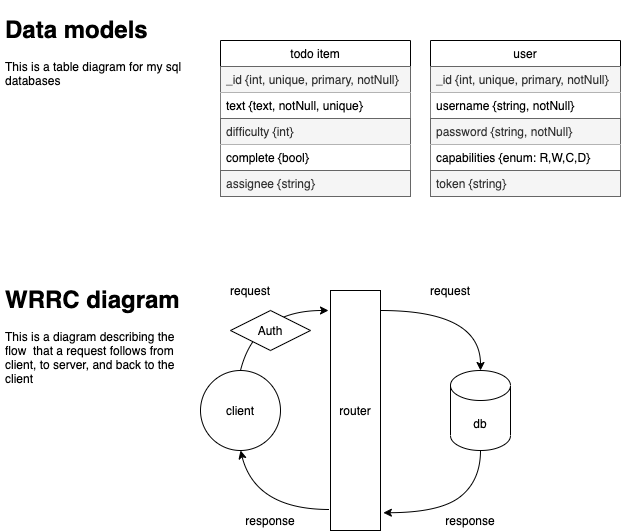 Data models
This is a table diagram for my sql
databases
todo item
_id {int, unique, primary, notNull}
text {text, notNull, unique}
difficulty {int}
complete {bool}
assignee {string}
user
_id {int, unique, primary, notNull}
username {string, notNull}
password {string, notNull}
capabilities {enum: R,W,C,D}
token {string}
WRRC diagram
This is a diagram describing the
flow  that a request follows from
client, to server, and back to the
client
request
request
Auth
client
router
db
response
response